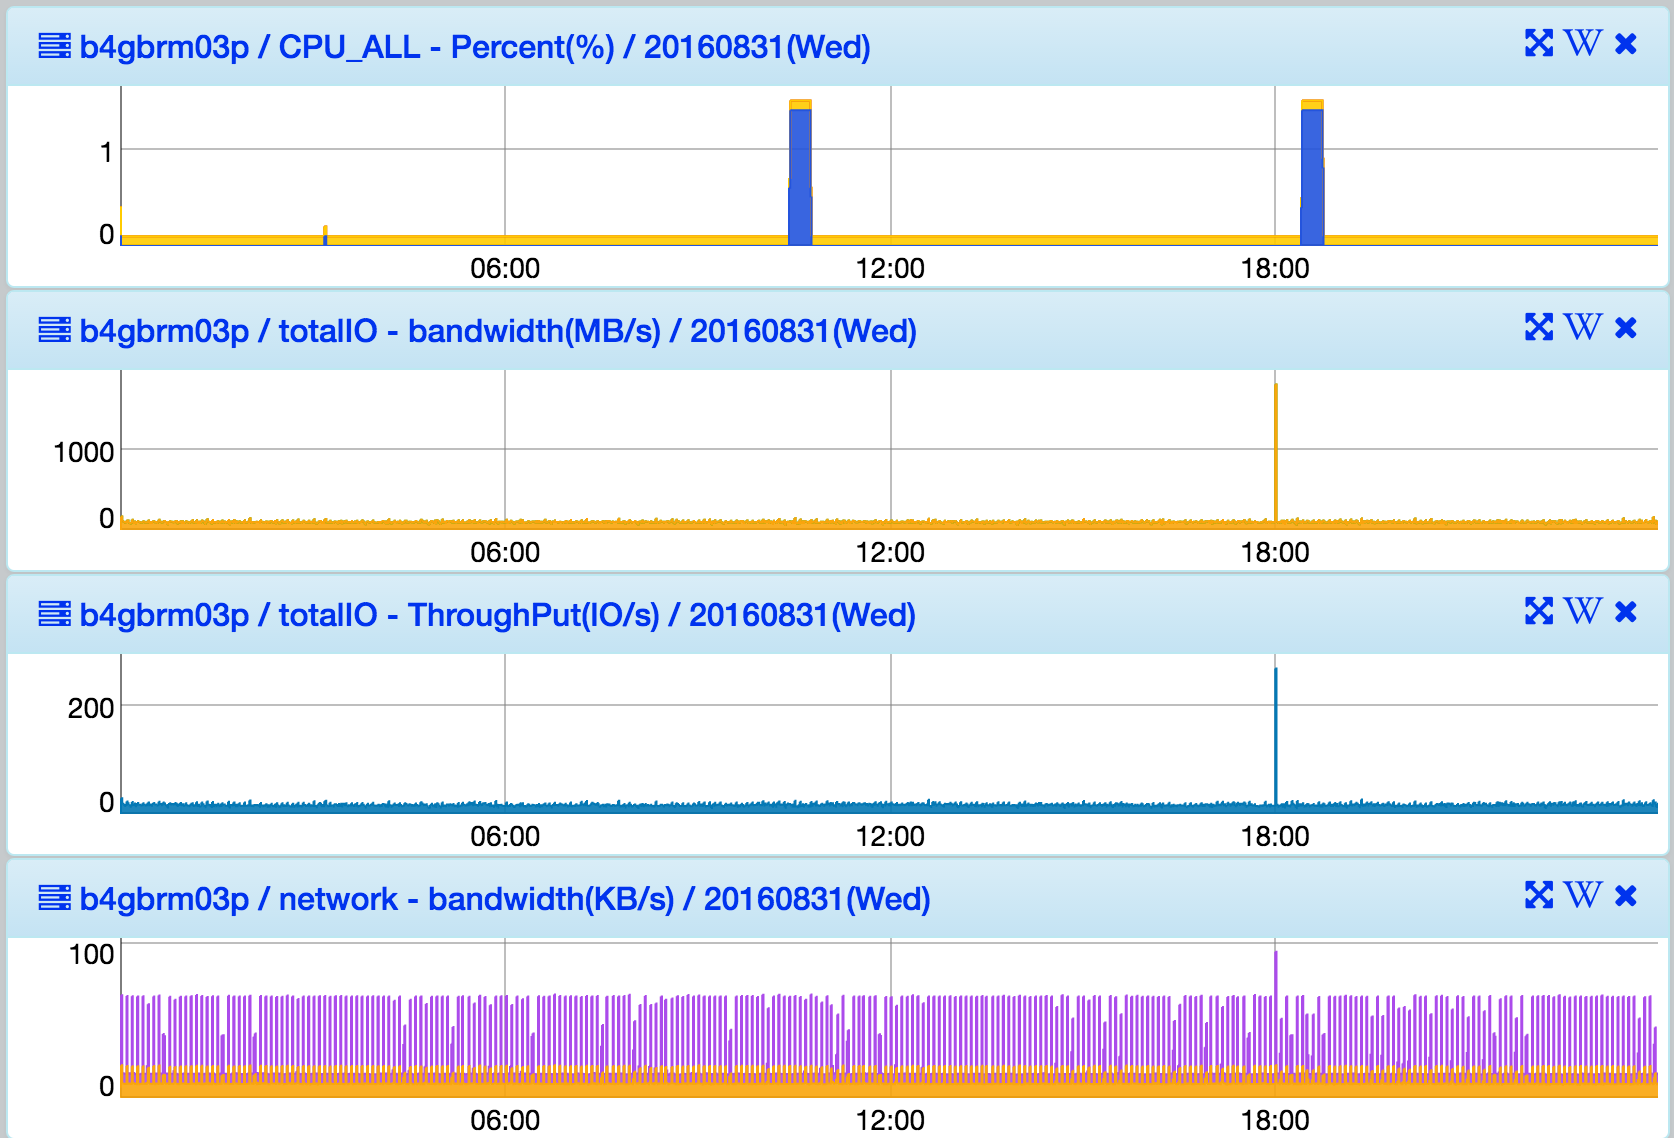 b4gbrm03p / CPU_ALL - Percent(%) / 20160831(Wed) W
1
0
06:00 12:00 18:00
b4gbrm03p / totalIO - bandwidth(MB/s) / 20160831(Wed) W
1000
0
06:00 12:00 18:00
b4gbrm03p / totalIO - ThroughPut(IO/s) / 20160831(Wed) W
200
0
06:00 12:00 18:00
b4gbrm03p / network - bandwidth(KB/s) / 20160831(Wed) W
100
0
06:00 12:00 18:00